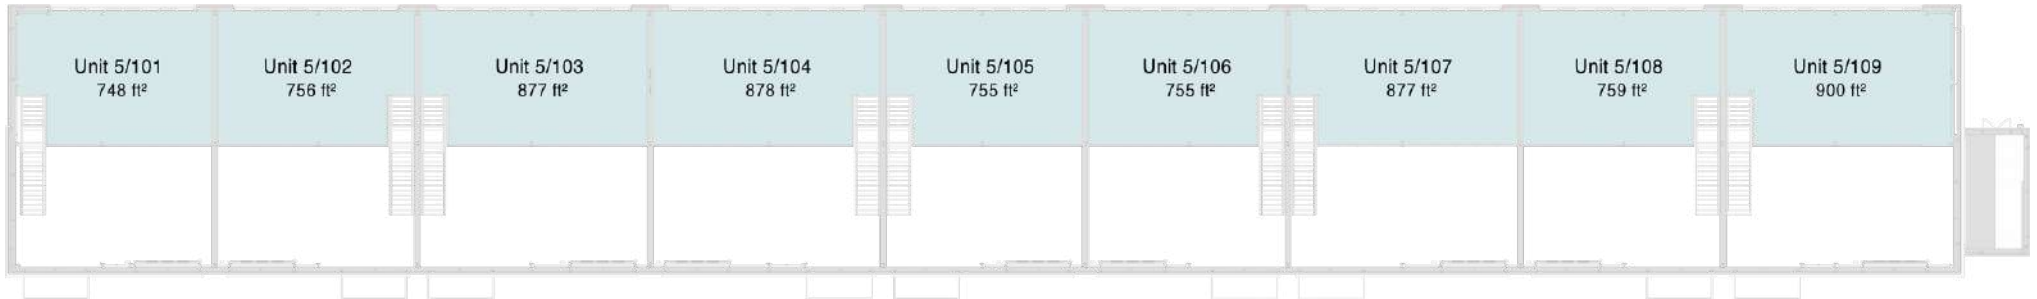 Unit 5/101
748 ft²
Unit 5/102
756 ft²
Unit 5/103
877 ft²
Unit 5/104
878 ft²
Unit 5/105
755 ft²
Unit 5/106
755 ft²
Unit 5/107
877 ft²
Unit 5/108
759 ft²
Unit 5/109
900 ft²